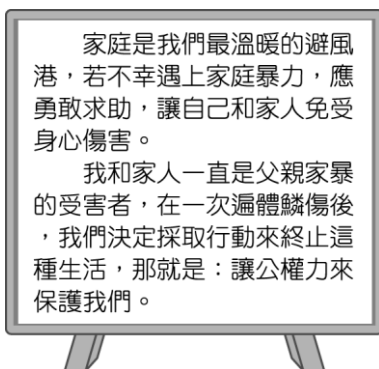 家庭是我們最溫暖的避風
港，若不幸遇上家庭暴力，應
勇敢求助，讓自己和家人免受
身心傷害。
我和家人一直是父親家暴
的受害者，在一次遍體鱗傷後
，我們決定採取行動來終止這
種生活，那就是：讓公權力來
保護我們。